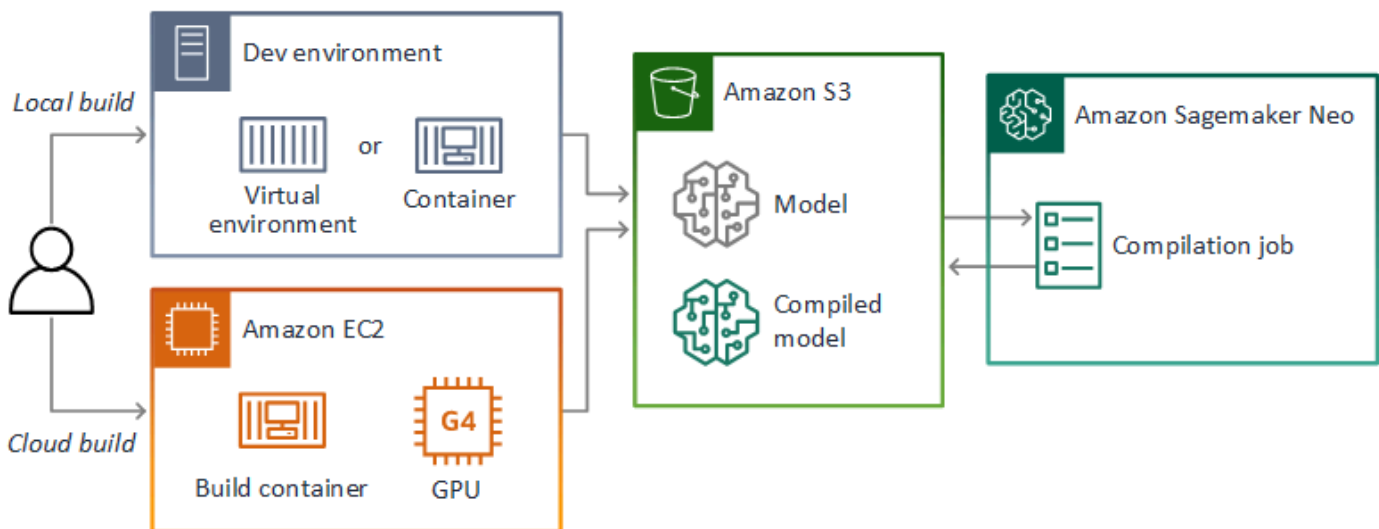 Local build
Dev environment
or
Virtual
environment
Container
Cloud build
Amazon EC2
G4
Build container
GPU
Amazon S3
Model
Compiled
model
Amazon Sagemaker Neo
Compilation job